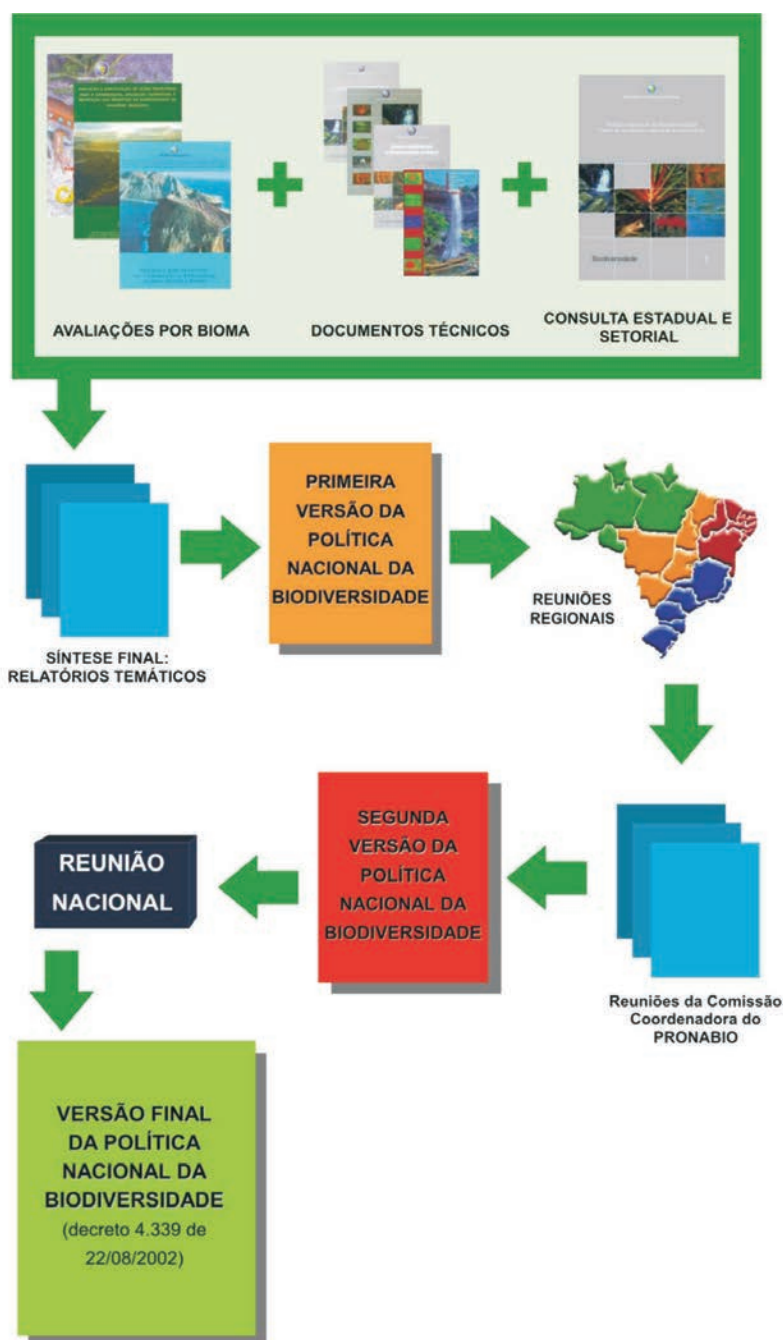 AVALIAÇÕES POR BIOMA
DOCUMENTOS TÉCNICOS
CONSULTA ESTADUAL E
SETORIAL
Biodiversidade
PRIMEIRA
VERSÃO DA
POLÍTICA
NACIONAL DA
BIODIVERSIDADE
SÍNTESE FINAL:
RELATÓRIOS TEMÁTICOS
REUNIÕES
REGIONAIS
Reuniões da Comissão
Coordenadora do
PRONABIO
SEGUNDA
VERSÃO DA
POLÍTICA
NACIONAL DA
BIODIVERSIDADE
REUNIÃO
NACIONAL
VERSÃO FINAL
DA POLÍTICA
NACIONAL DA
BIODIVERSIDADE
(decreto 4.339 de
22/08/2002)